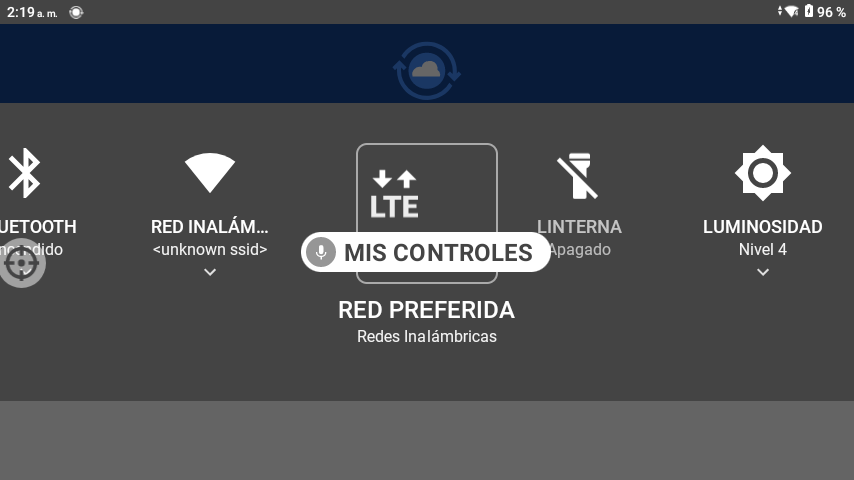 2:19 a. m.
96 %
LTE
UETOOTH
RED INALÁM...
LINTERNA
LUMINOSIDAD
<unknown ssid>
Apagado
Nivel 4
MIS CONTROLES
RED PREFERIDA
Redes Inalámbricas